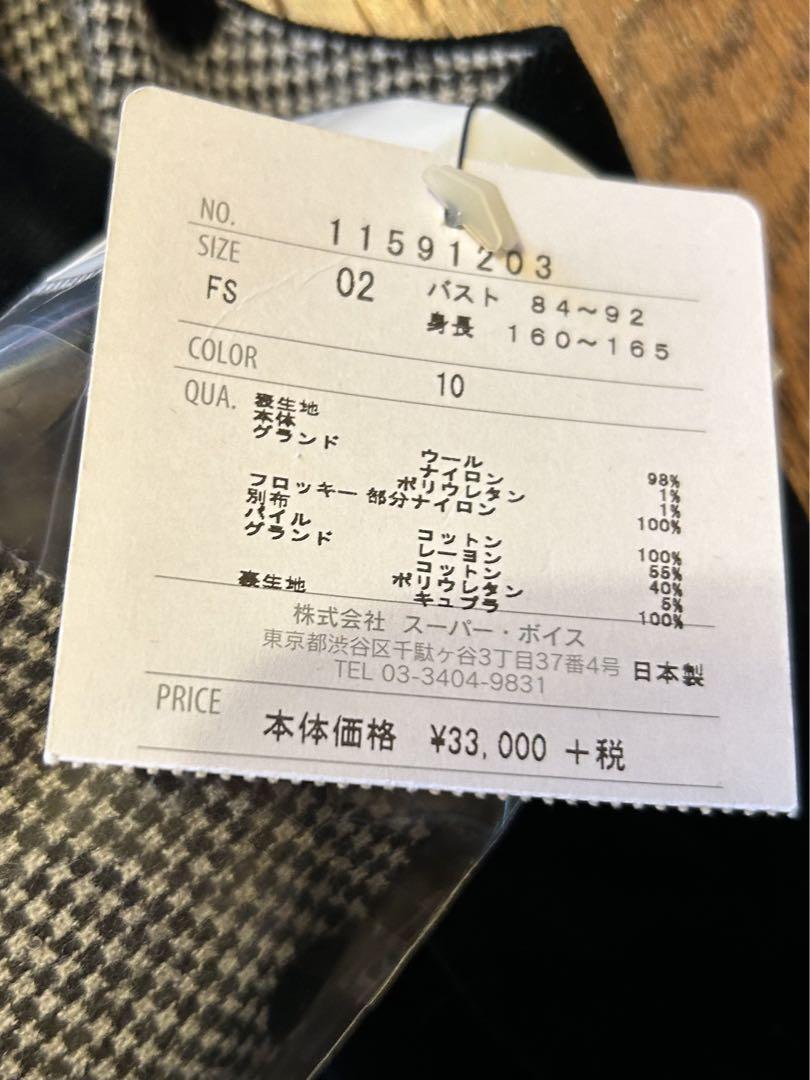 NO. 11591203
SIZE
FS 02 バスト 84~92
身長 160~165
COLOR 10
QUA. 表生地
本体
グランド ウール 98%
ナイロン 1%
ポリウレタン 1%
フロッキー部分ナイロン 100%
別布
パイル コットン 100%
グランド レーヨン 55%
コットン 40%
ポリウレタン 5%
裏生地 キュプラ 100%
株式会社 スーパー・ボイス
東京都渋谷区千駄ヶ谷3丁目37番4号 日本製
TEL 03-3404-9831
PRICE
本体価格 ¥33,000 +税